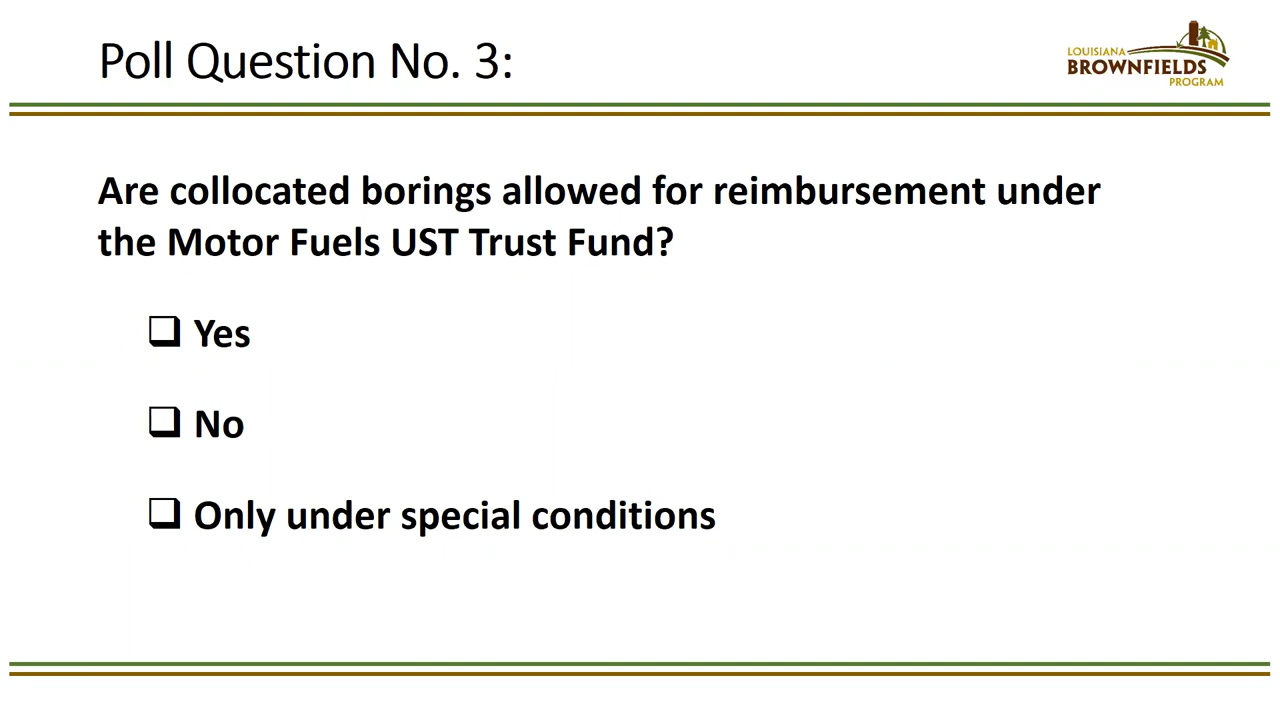 Poll Question No. 3:
LOUISIANA
BROWNFIELDS
PROGRAM
Are collocated borings allowed for reimbursement under
the Motor Fuels UST Trust Fund?
❑ Yes
❑ No
❑ Only under special conditions